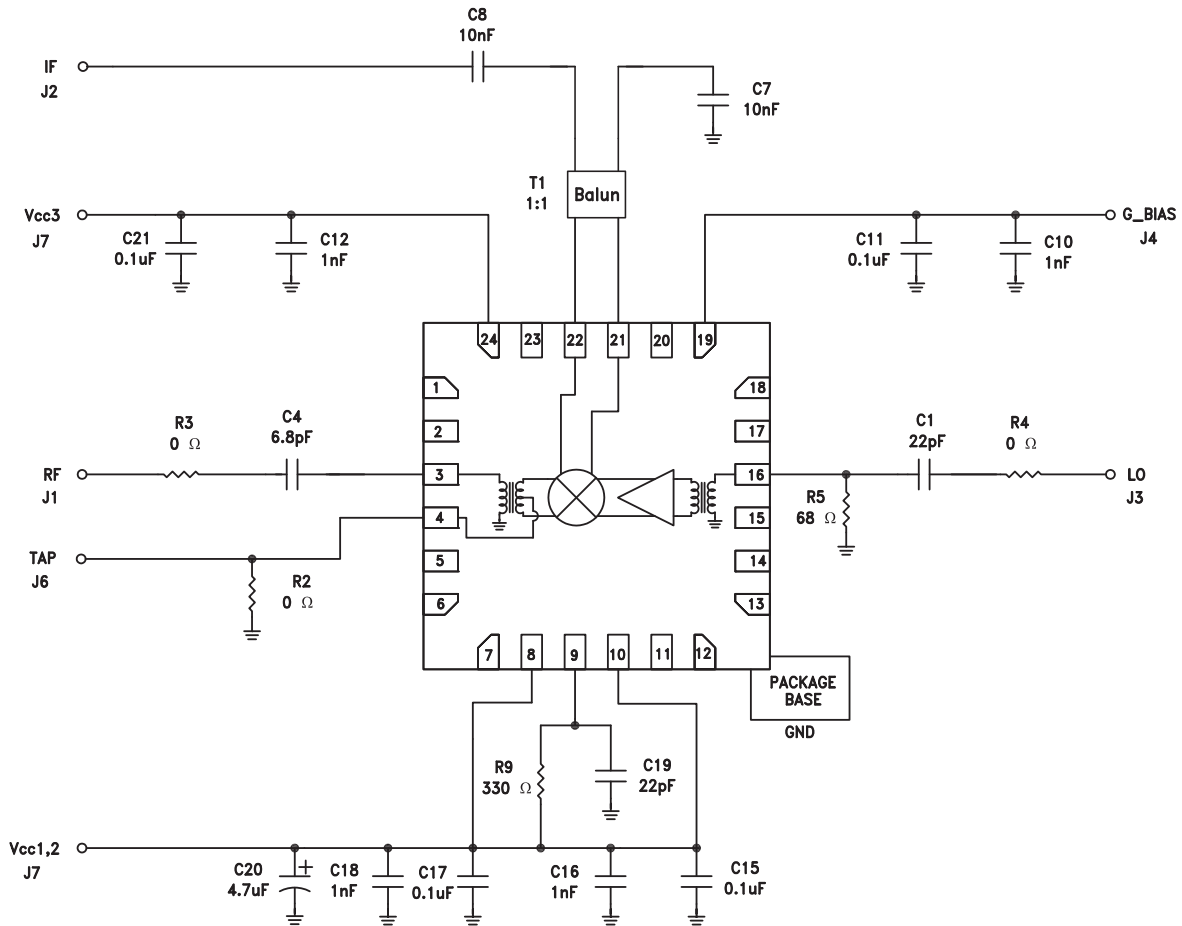 C8
10nF
IF
J2
C7
10nF
T1
1:1
Balun
Vcc3
J7
C21
0.1uF
C12
1nF
C11
0.1uF
C10
1nF
G_BIAS
J4
24
23
22
21
20
19
1
2
3
4
5
6
18
17
16
15
14
13
R3
0 Ω
C4
6.8pF
RF
J1
C1
22pF
R4
0 Ω
LO
J3
R5
68 Ω
TAP
J6
R2
0 Ω
7
8
9
10
11
12
PACKAGE
BASE
GND
R9
330 Ω
C19
22pF
Vcc1,2
J7
C20
4.7uF
+
C18
1nF
C17
0.1uF
C16
1nF
C15
0.1uF